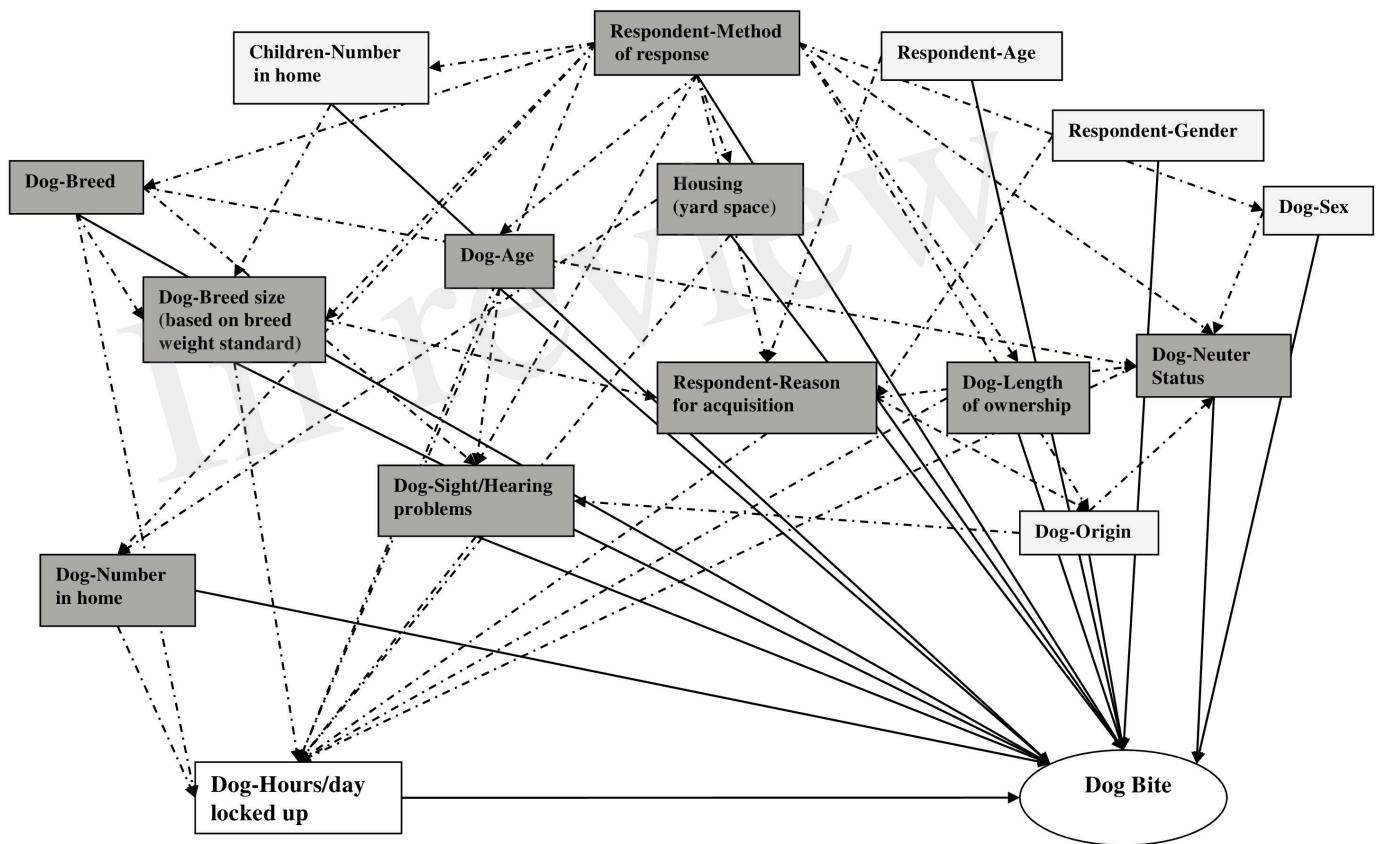 Children-Number
in home
Respondent-Method
of response
Respondent-Age
Respondent-Gender
Dog-Breed
Housing
(yard space)
Dog-Sex
Dog-Age
Dog-Breed size
(based on breed
weight standard)
Dog-Neuter
Status
Respondent-Reason
for acquisition
Dog-Length
of ownership
Dog-Sight/Hearing
problems
Dog-Origin
Dog-Number
in home
Dog-Hours/day
locked up
Dog Bite
In review